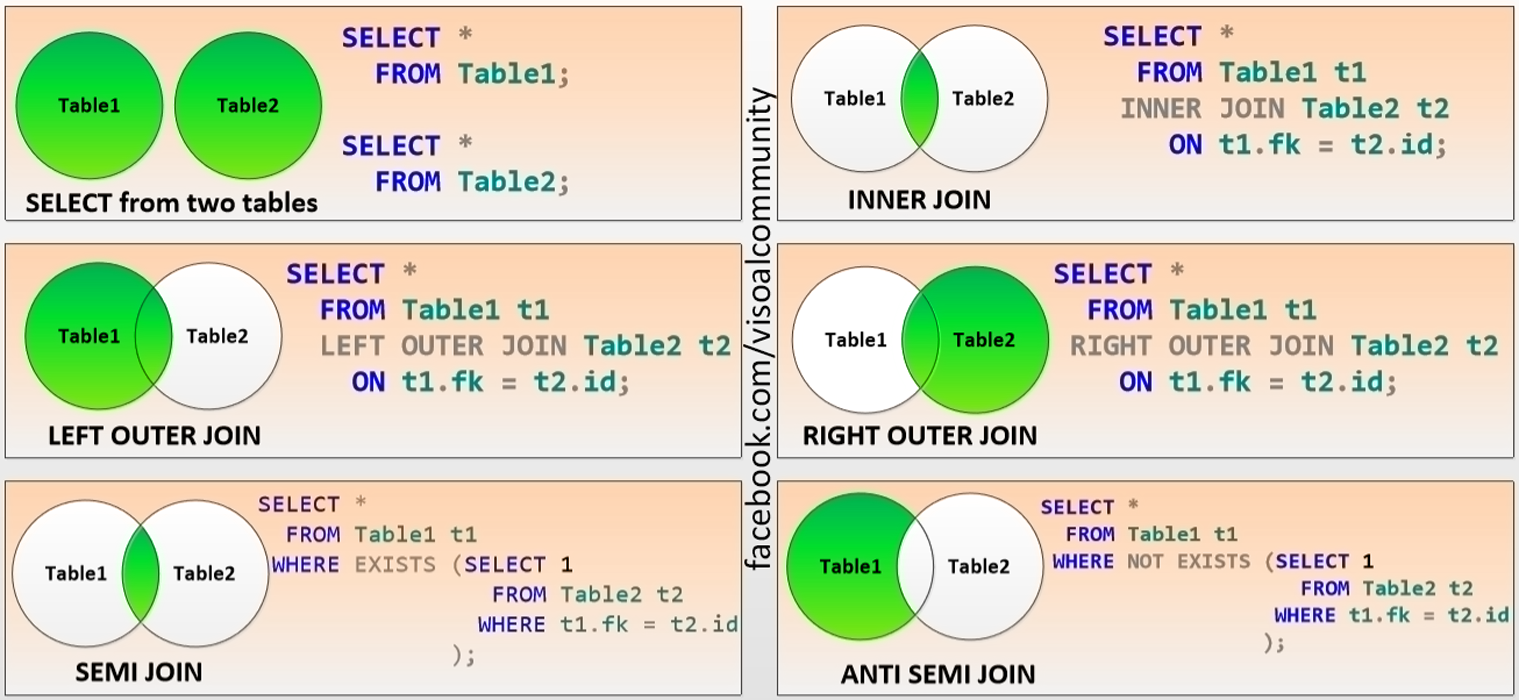 Table1
Table2
SELECT *
FROM Table1;
SELECT *
FROM Table2;
SELECT from two tables
Table1
Table2
SELECT *
FROM Table1 t1
INNER JOIN Table2 t2
ON t1.fk = t2.id;
INNER JOIN
facebook.com/visoalcommunity
Table1
Table2
SELECT *
FROM Table1 t1
LEFT OUTER JOIN Table2 t2
ON t1.fk = t2.id;
LEFT OUTER JOIN
Table1
Table2
SELECT *
FROM Table1 t1
RIGHT OUTER JOIN Table2 t2
ON t1.fk = t2.id;
RIGHT OUTER JOIN
Table1
Table2
SELECT *
FROM Table1 t1
WHERE EXISTS (SELECT 1
FROM Table2 t2
WHERE t1.fk = t2.id
);
SEMI JOIN
Table1
Table2
SELECT *
FROM Table1 t1
WHERE NOT EXISTS (SELECT 1
FROM Table2 t2
WHERE t1.fk = t2.id
);
ANTI SEMI JOIN